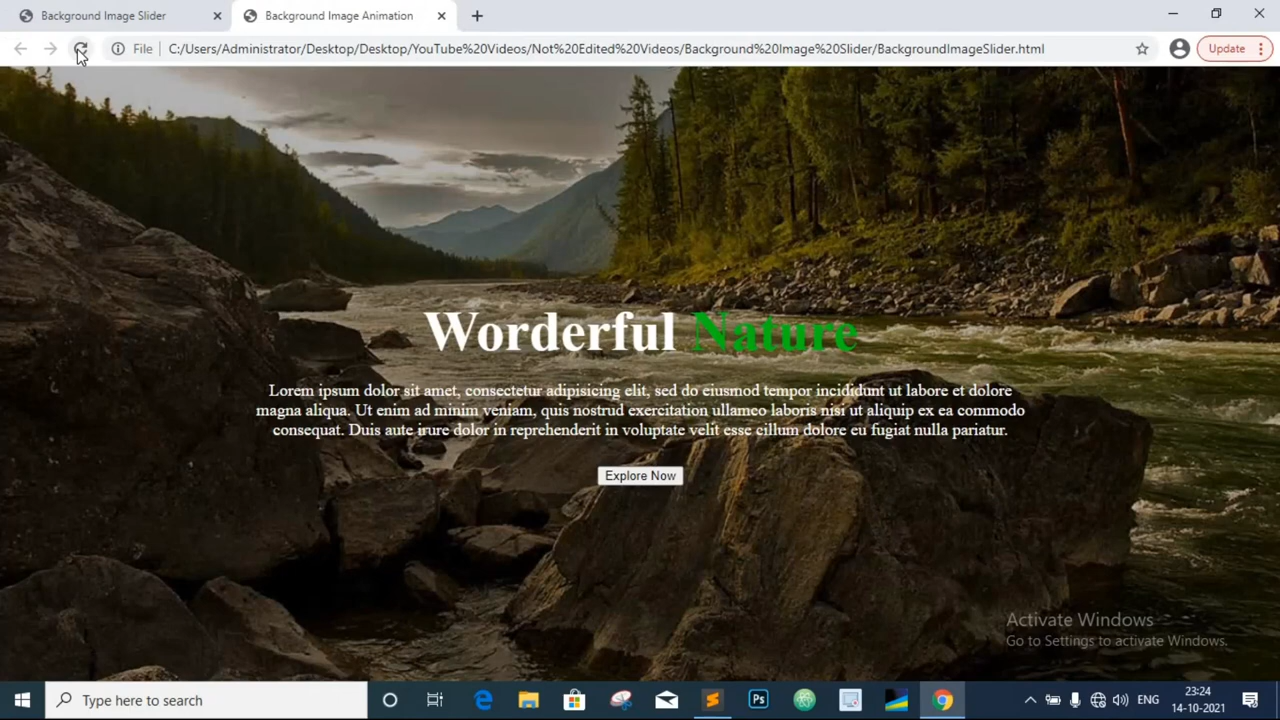 Background Image Slider
Background Image Animation
File
C:/Users/Administrator/Desktop/Desktop/YouTube%20Videos/Not%20Edited%20Videos/Background%20Image%20Slider/BackgroundImageSlider.html
Update
Worderful Nature
Lorem ipsum dolor sit amet, consectetur adipisicing elit, sed do eiusmod tempor incididunt ut labore et dolore
magna aliqua. Ut enim ad minim veniam, quis nostrud exercitation ullamco laboris nisi ut aliquip ex ea commodo
consequat. Duis aute irure dolor in reprehenderit in voluptate velit esse cillum dolore eu fugiat nulla pariatur.
Explore Now
Activate Windows
Go to Settings to activate Windows.
Type here to search
Ps
ENG
23:24
14-10-2021